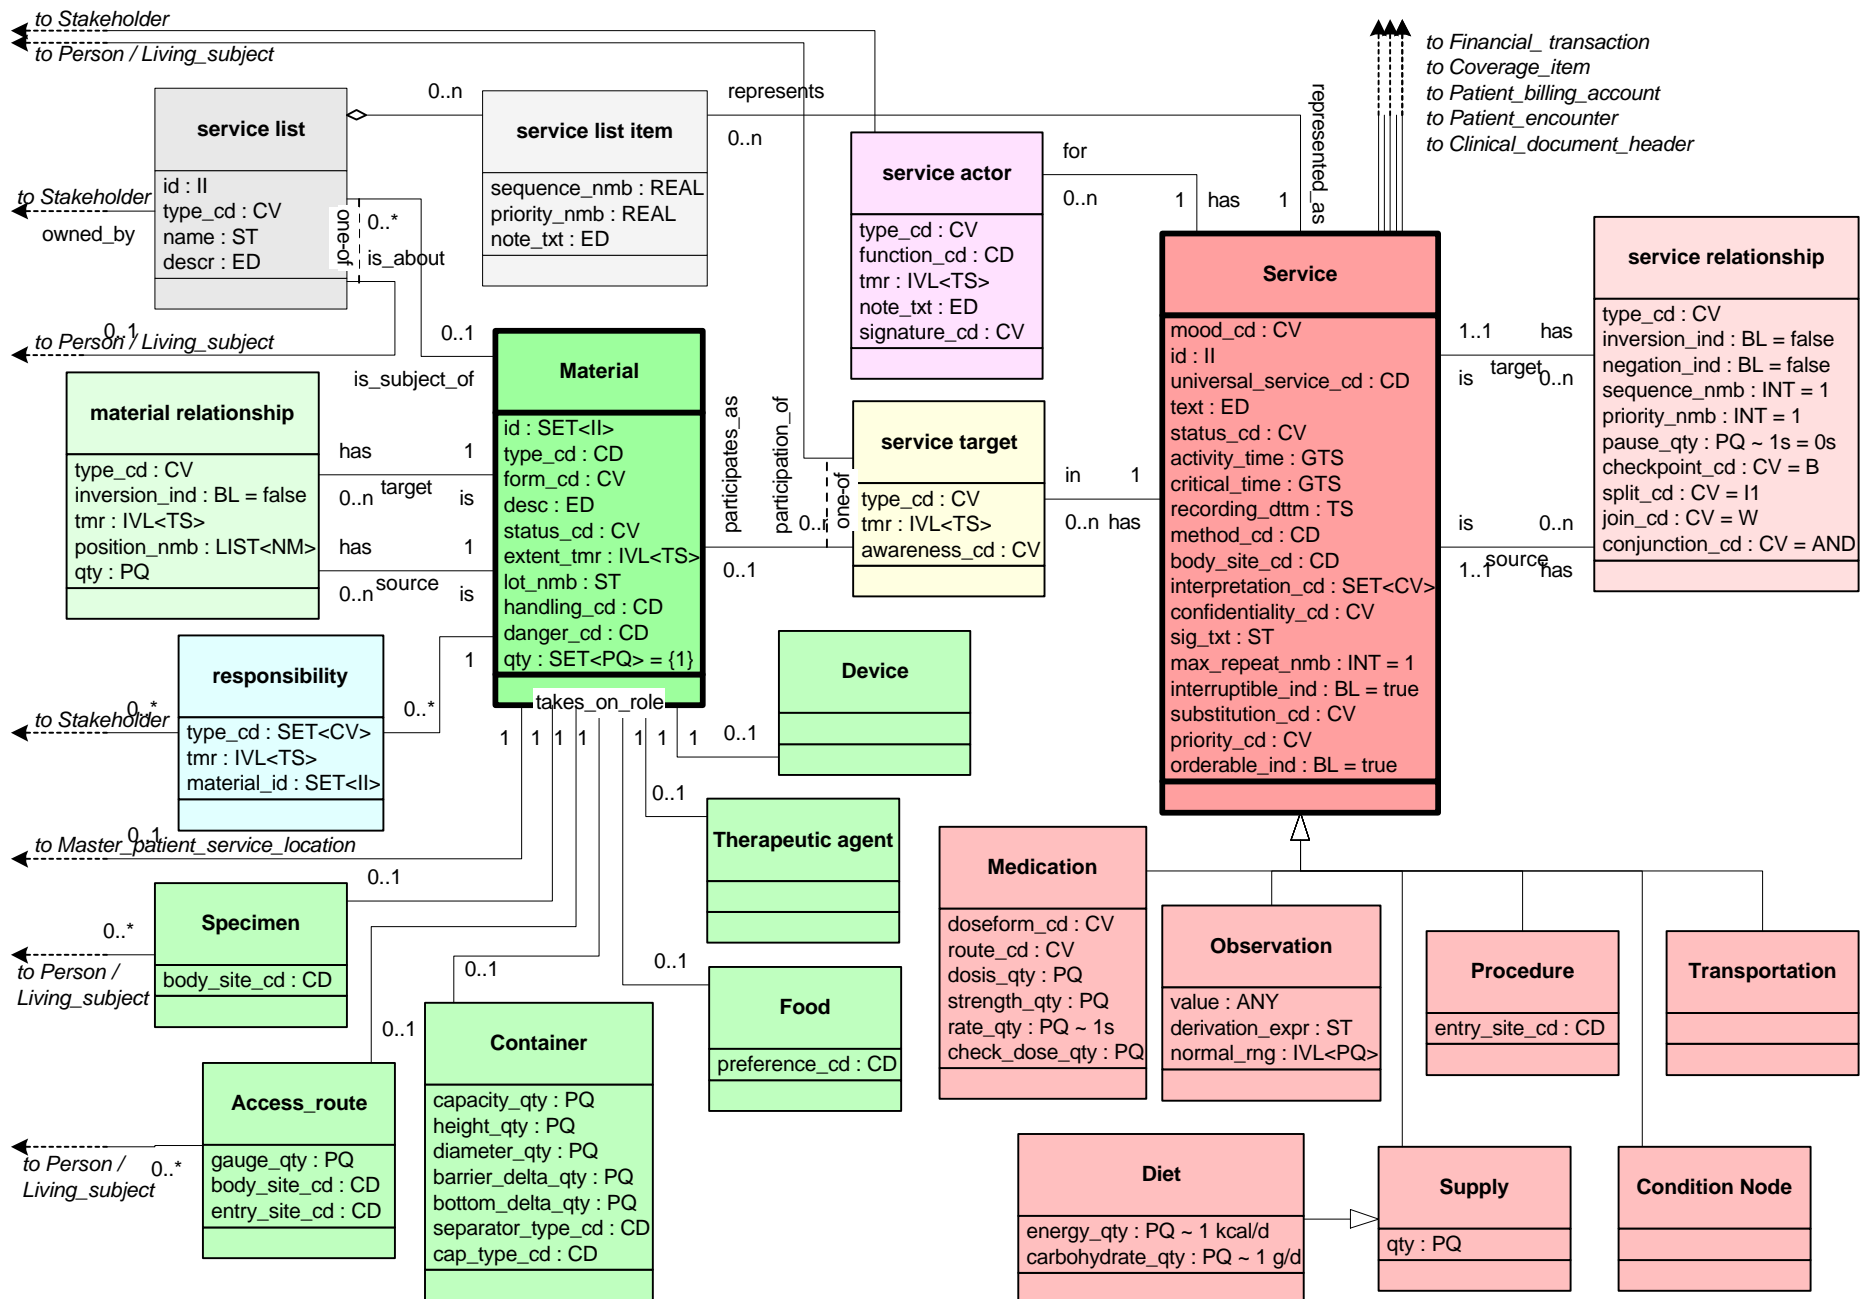 to Stakeholder
to Person / Living_subject
to Financial_ transaction
to Coverage_item
to Patient_billing_account
to Patient_encounter
to Clinical_document_header
service list
id : II
type_cd : CV
name : ST
descr : ED
0..n
service list item
sequence_nmb : REAL
priority_nmb : REAL
note_txt : ED
represents
0..n
represented_as
1
service actor
type_cd : CV
function_cd : CD
tmr : IVL<TS>
note_txt : ED
signature_cd : CV
for
0..n
1
has
to Stakeholder
owned_by
one-of
0..*
is_about
0..1
to Person / Living_subject
0..1
is_subject_of
Service
mood_cd : CV
id : II
universal_service_cd : CD
text : ED
status_cd : CV
activity_time : GTS
critical_time : GTS
recording_dttm : TS
method_cd : CD
body_site_cd : CD
interpretation_cd : SET<CV>
confidentiality_cd : CV
sig_txt : ST
max_repeat_nmb : INT = 1
interruptible_ind : BL = true
substitution_cd : CV
priority_cd : CV
orderable_ind : BL = true
service relationship
type_cd : CV
inversion_ind : BL = false
negation_ind : BL = false
sequence_nmb : INT = 1
priority_nmb : INT = 1
pause_qty : PQ ~ 1s = 0s
checkpoint_cd : CV = B
split_cd : CV = I1
join_cd : CV = W
conjunction_cd : CV = AND
1..1
has
is
target
0..n
is
0..n
1..1
source
has
Material
id : SET<II>
type_cd : CD
form_cd : CV
desc : ED
status_cd : CV
extent_tmr : IVL<TS>
lot_nmb : ST
handling_cd : CD
danger_cd : CD
qty : SET<PQ> = {1}
takes_on_role
material relationship
type_cd : CV
inversion_ind : BL = false
tmr : IVL<TS>
position_nmb : LIST<NM>
qty : PQ
has
1
0..n
target
is
has
1
0..n
source
is
participates_as
participation_of
0..n
one-of
0..1
service target
type_cd : CV
tmr : IVL<TS>
awareness_cd : CV
in
1
0..n
has
responsibility
type_cd : SET<CV>
tmr : IVL<TS>
material_id : SET<II>
1
0..*
0..*
to Stakeholder
0..1
to Master_patient_service_location
1
1
1
1
1
1
1
Device
0..1
Therapeutic agent
0..1
Specimen
body_site_cd : CD
0..1
0..*
to Person /
Living_subject
Food
preference_cd : CD
0..1
Container
capacity_qty : PQ
height_qty : PQ
diameter_qty : PQ
barrier_delta_qty : PQ
bottom_delta_qty : PQ
separator_type_cd : CD
cap_type_cd : CD
0..1
Access_route
gauge_qty : PQ
body_site_cd : CD
entry_site_cd : CD
0..1
0..*
to Person /
Living_subject
Medication
doseform_cd : CV
route_cd : CV
dosis_qty : PQ
strength_qty : PQ
rate_qty : PQ ~ 1s
check_dose_qty : PQ
Observation
value : ANY
derivation_expr : ST
normal_rng : IVL<PQ>
Procedure
entry_site_cd : CD
Transportation
Diet
energy_qty : PQ ~ 1 kcal/d
carbohydrate_qty : PQ ~ 1 g/d
Supply
qty : PQ
Condition Node